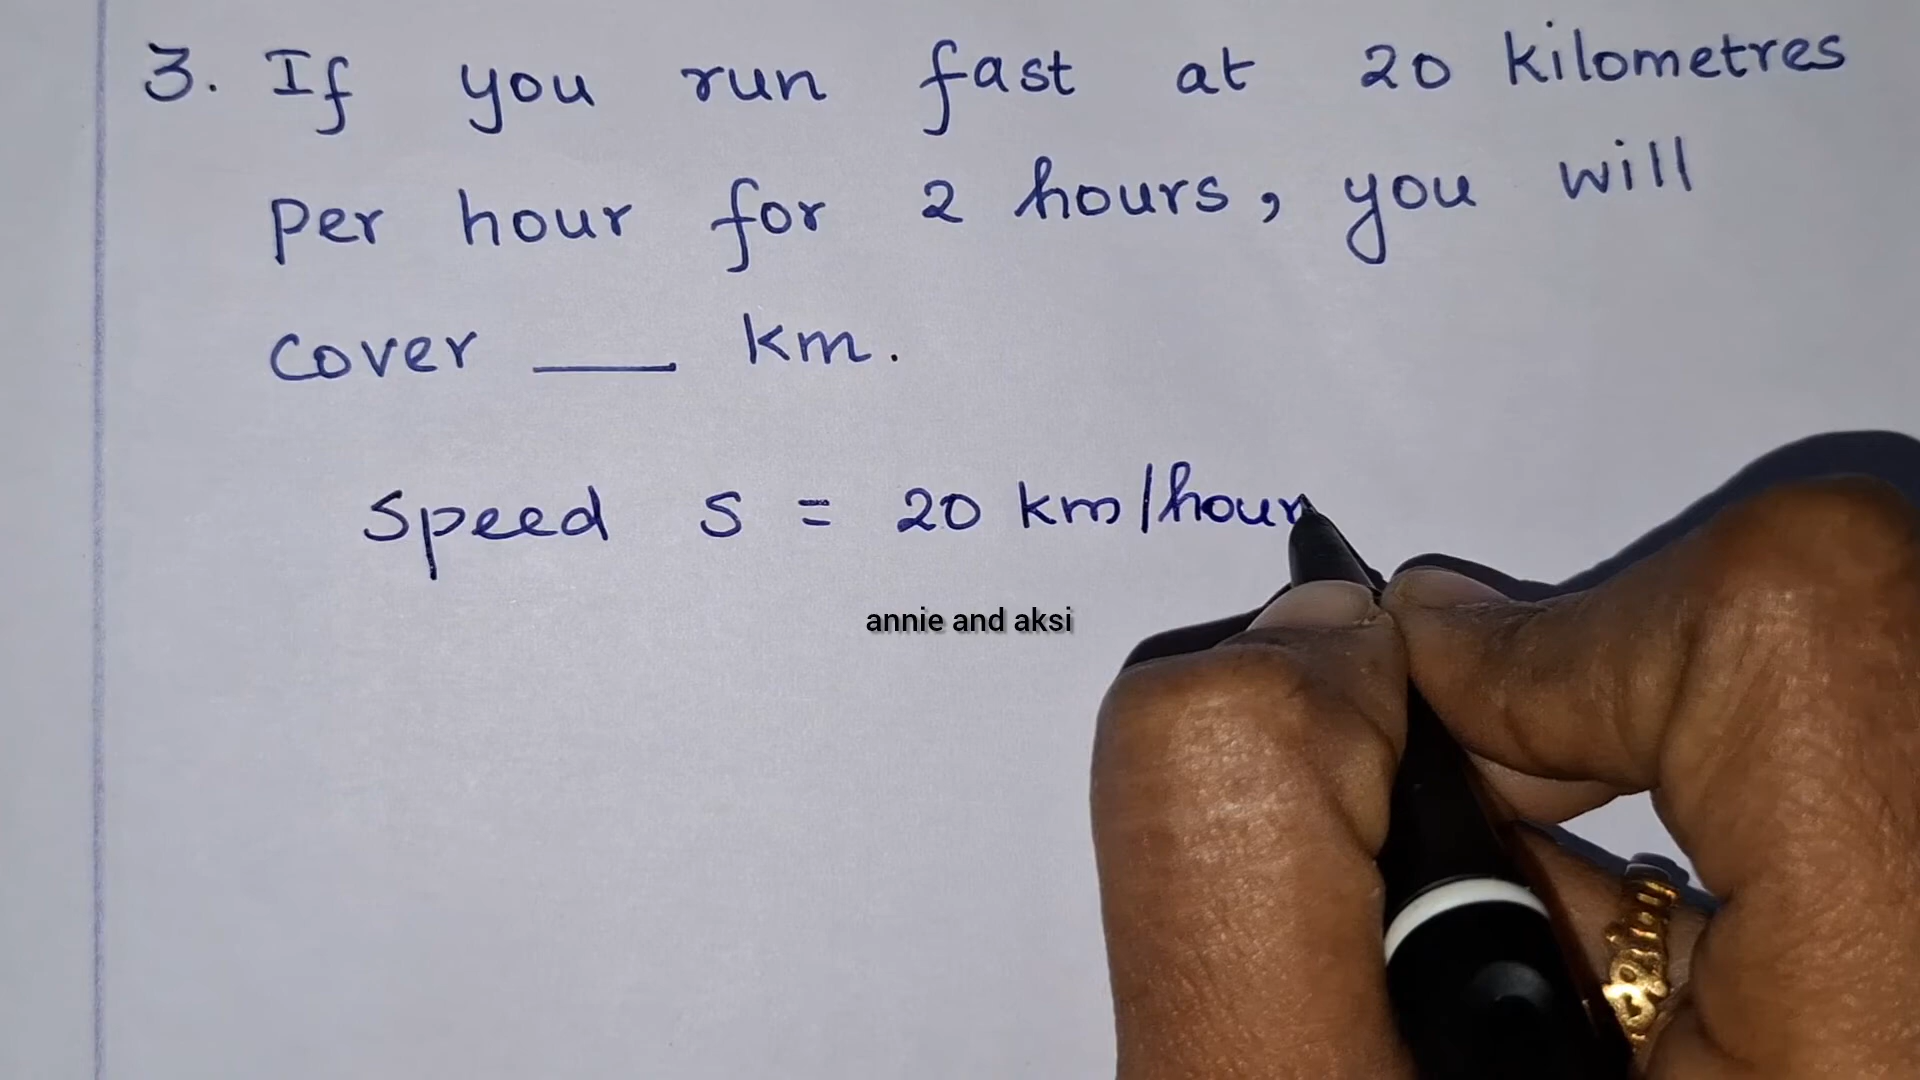 3. If you run fast at 20 kilometres
per hour for 2 hours, you will
cover ___ km.
Speed s = 20 km/hour
annie and aksi